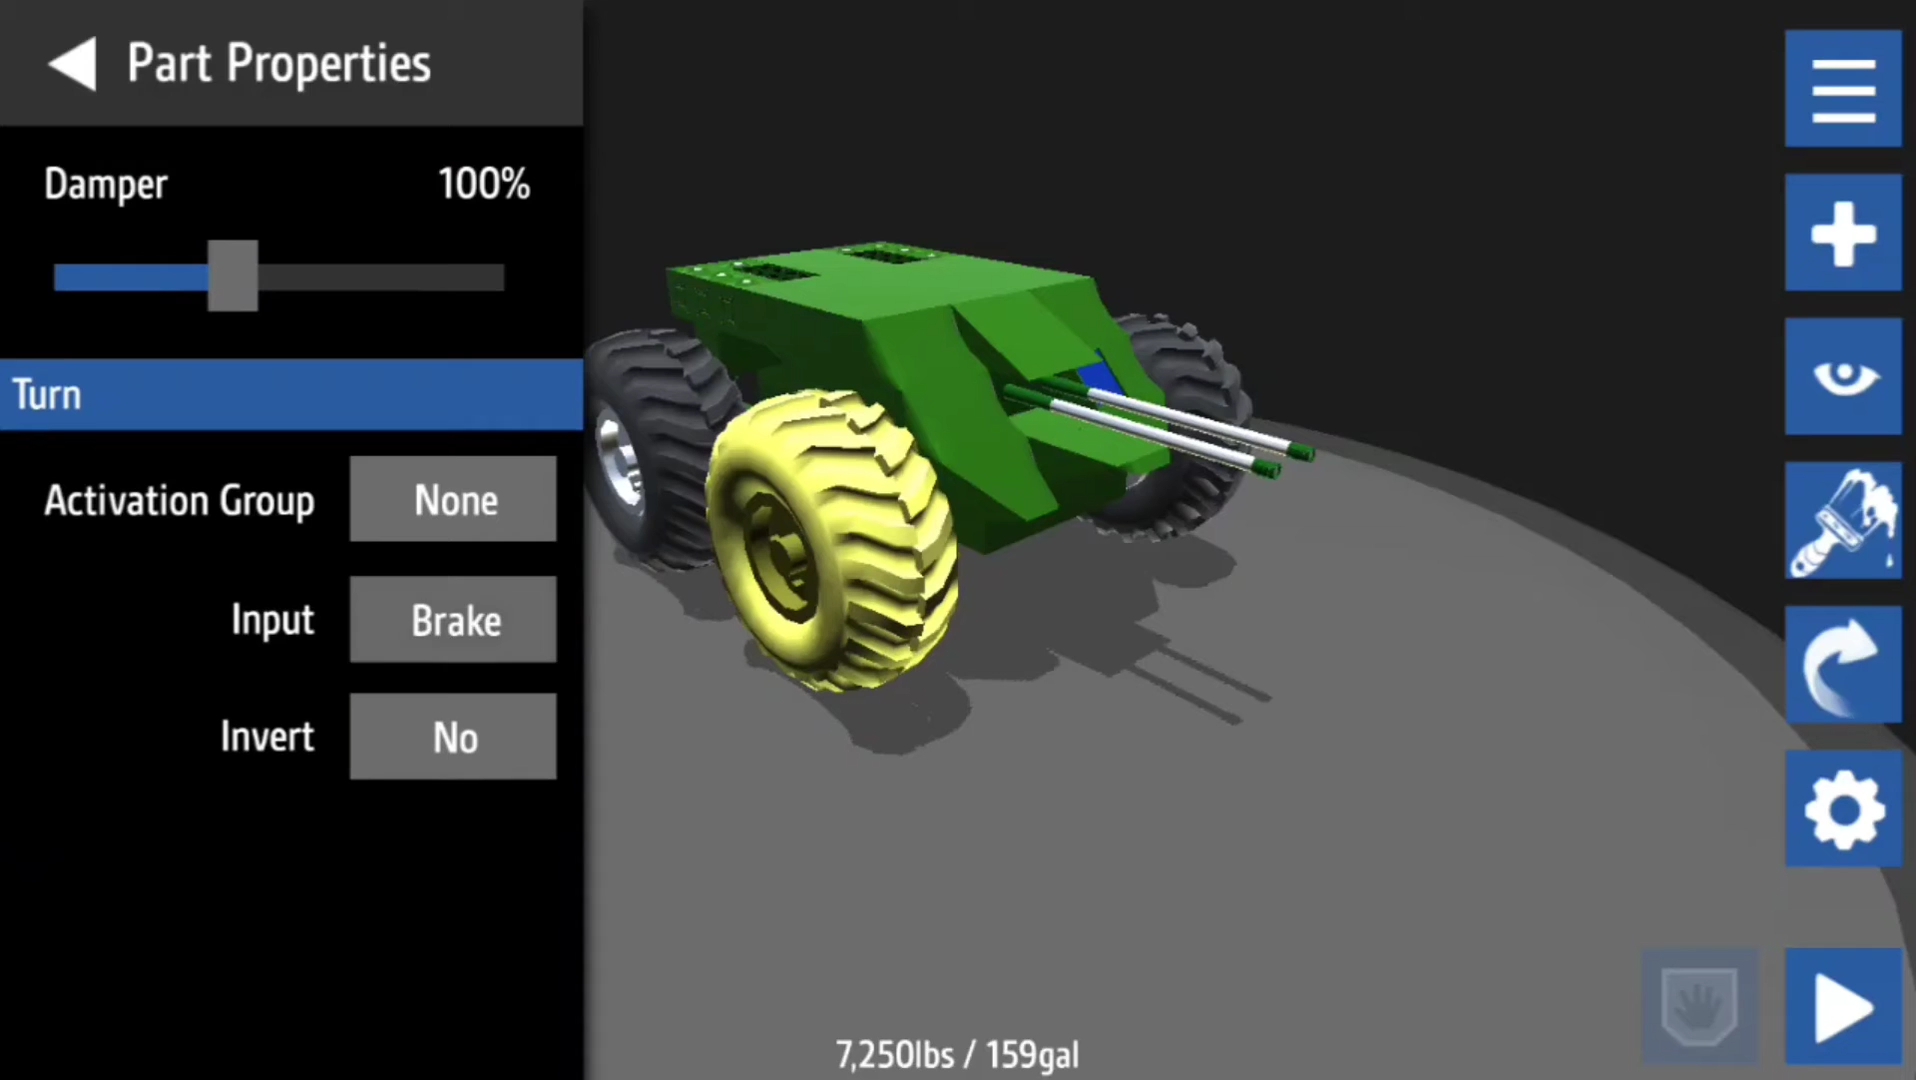 Part Properties
Damper 100%
Turn
Activation Group None
Input Brake
Invert No
7,250lbs / 159gal